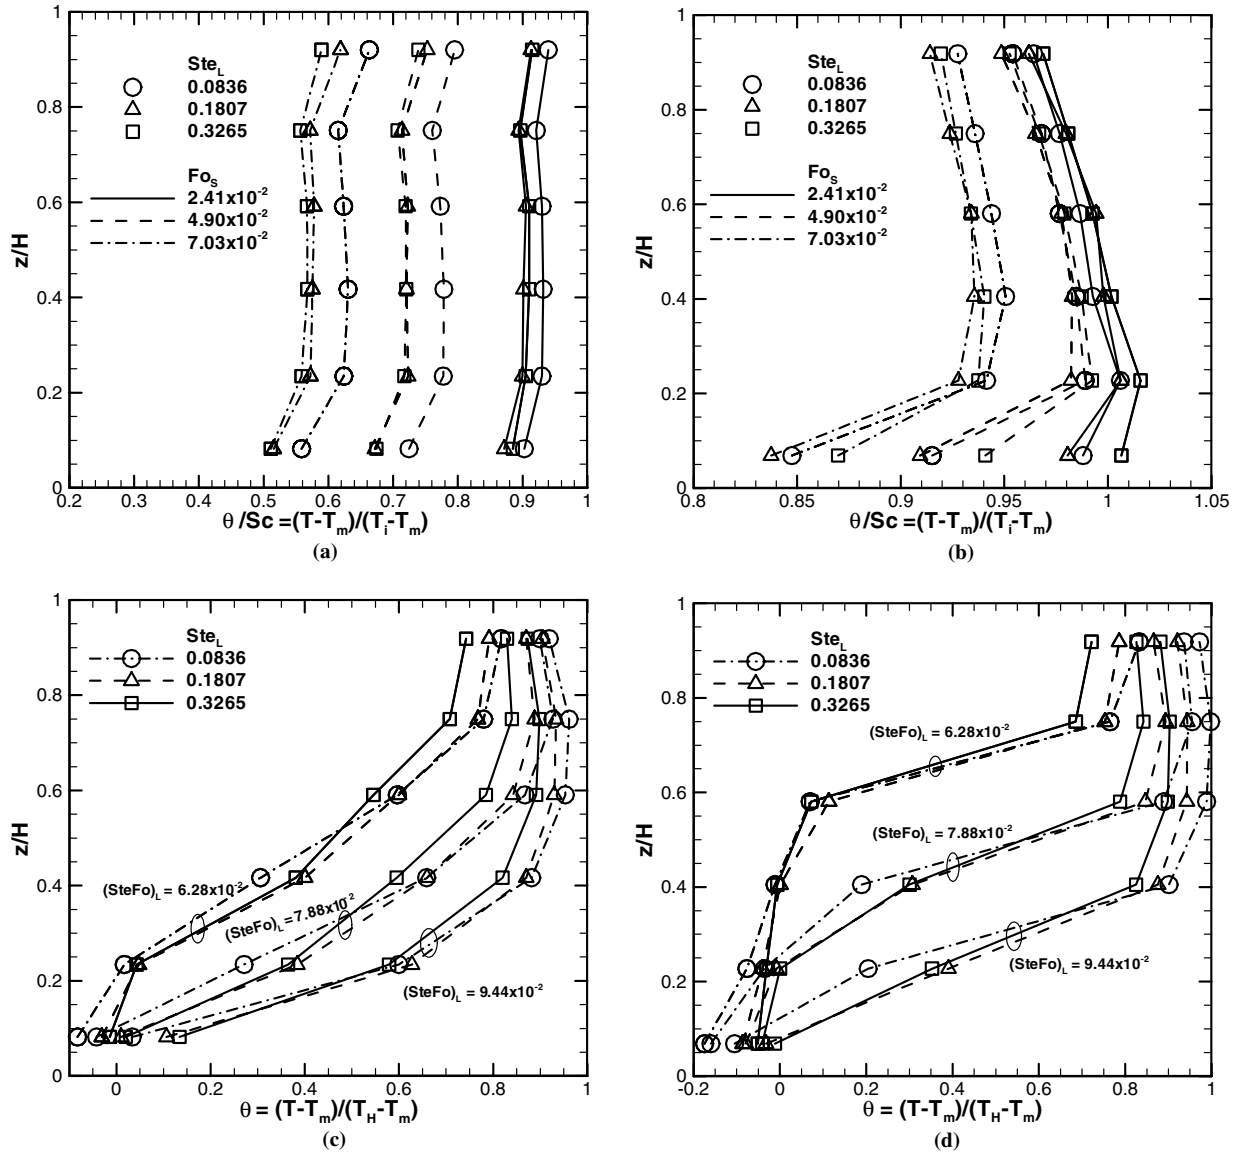 1
0.8
0.6
0.4
0.2
0
z/H
Ste_L
0.0836
0.1807
0.3265
Fo_S
2.41x10^-2
4.90x10^-2
7.03x10^-2
0.2 0.3 0.4 0.5 0.6 0.7 0.8 0.9 1
θ/Sc =(T-T_m)/(T_i-T_m)
(a)
1
0.8
0.6
0.4
0.2
0
z/H
Ste_L
0.0836
0.1807
0.3265
Fo_S
2.41x10^-2
4.90x10^-2
7.03x10^-2
0.8 0.85 0.9 0.95 1 1.05
θ/Sc =(T-T_m)/(T_i-T_m)
(b)
1
0.8
0.6
0.4
0.2
0
z/H
Ste_L
0.0836
0.1807
0.3265
(SteFo)_L = 6.28x10^-2
(SteFo)_L = 7.88x10^-2
(SteFo)_L = 9.44x10^-2
0 0.2 0.4 0.6 0.8 1
θ = (T-T_m)/(T_H-T_m)
(c)
1
0.8
0.6
0.4
0.2
0
z/H
Ste_L
0.0836
0.1807
0.3265
(SteFo)_L = 6.28x10^-2
(SteFo)_L = 7.88x10^-2
(SteFo)_L = 9.44x10^-2
-0.2 0 0.2 0.4 0.6 0.8 1
θ = (T-T_m)/(T_H-T_m)
(d)